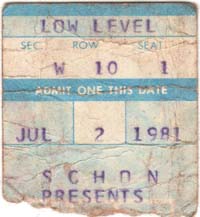 LOW LEVEL
SEC ROW SEAT
W 10 1
ADMIT ONE THIS DATE
JUL 2 1981
SCHON
PRESENTS